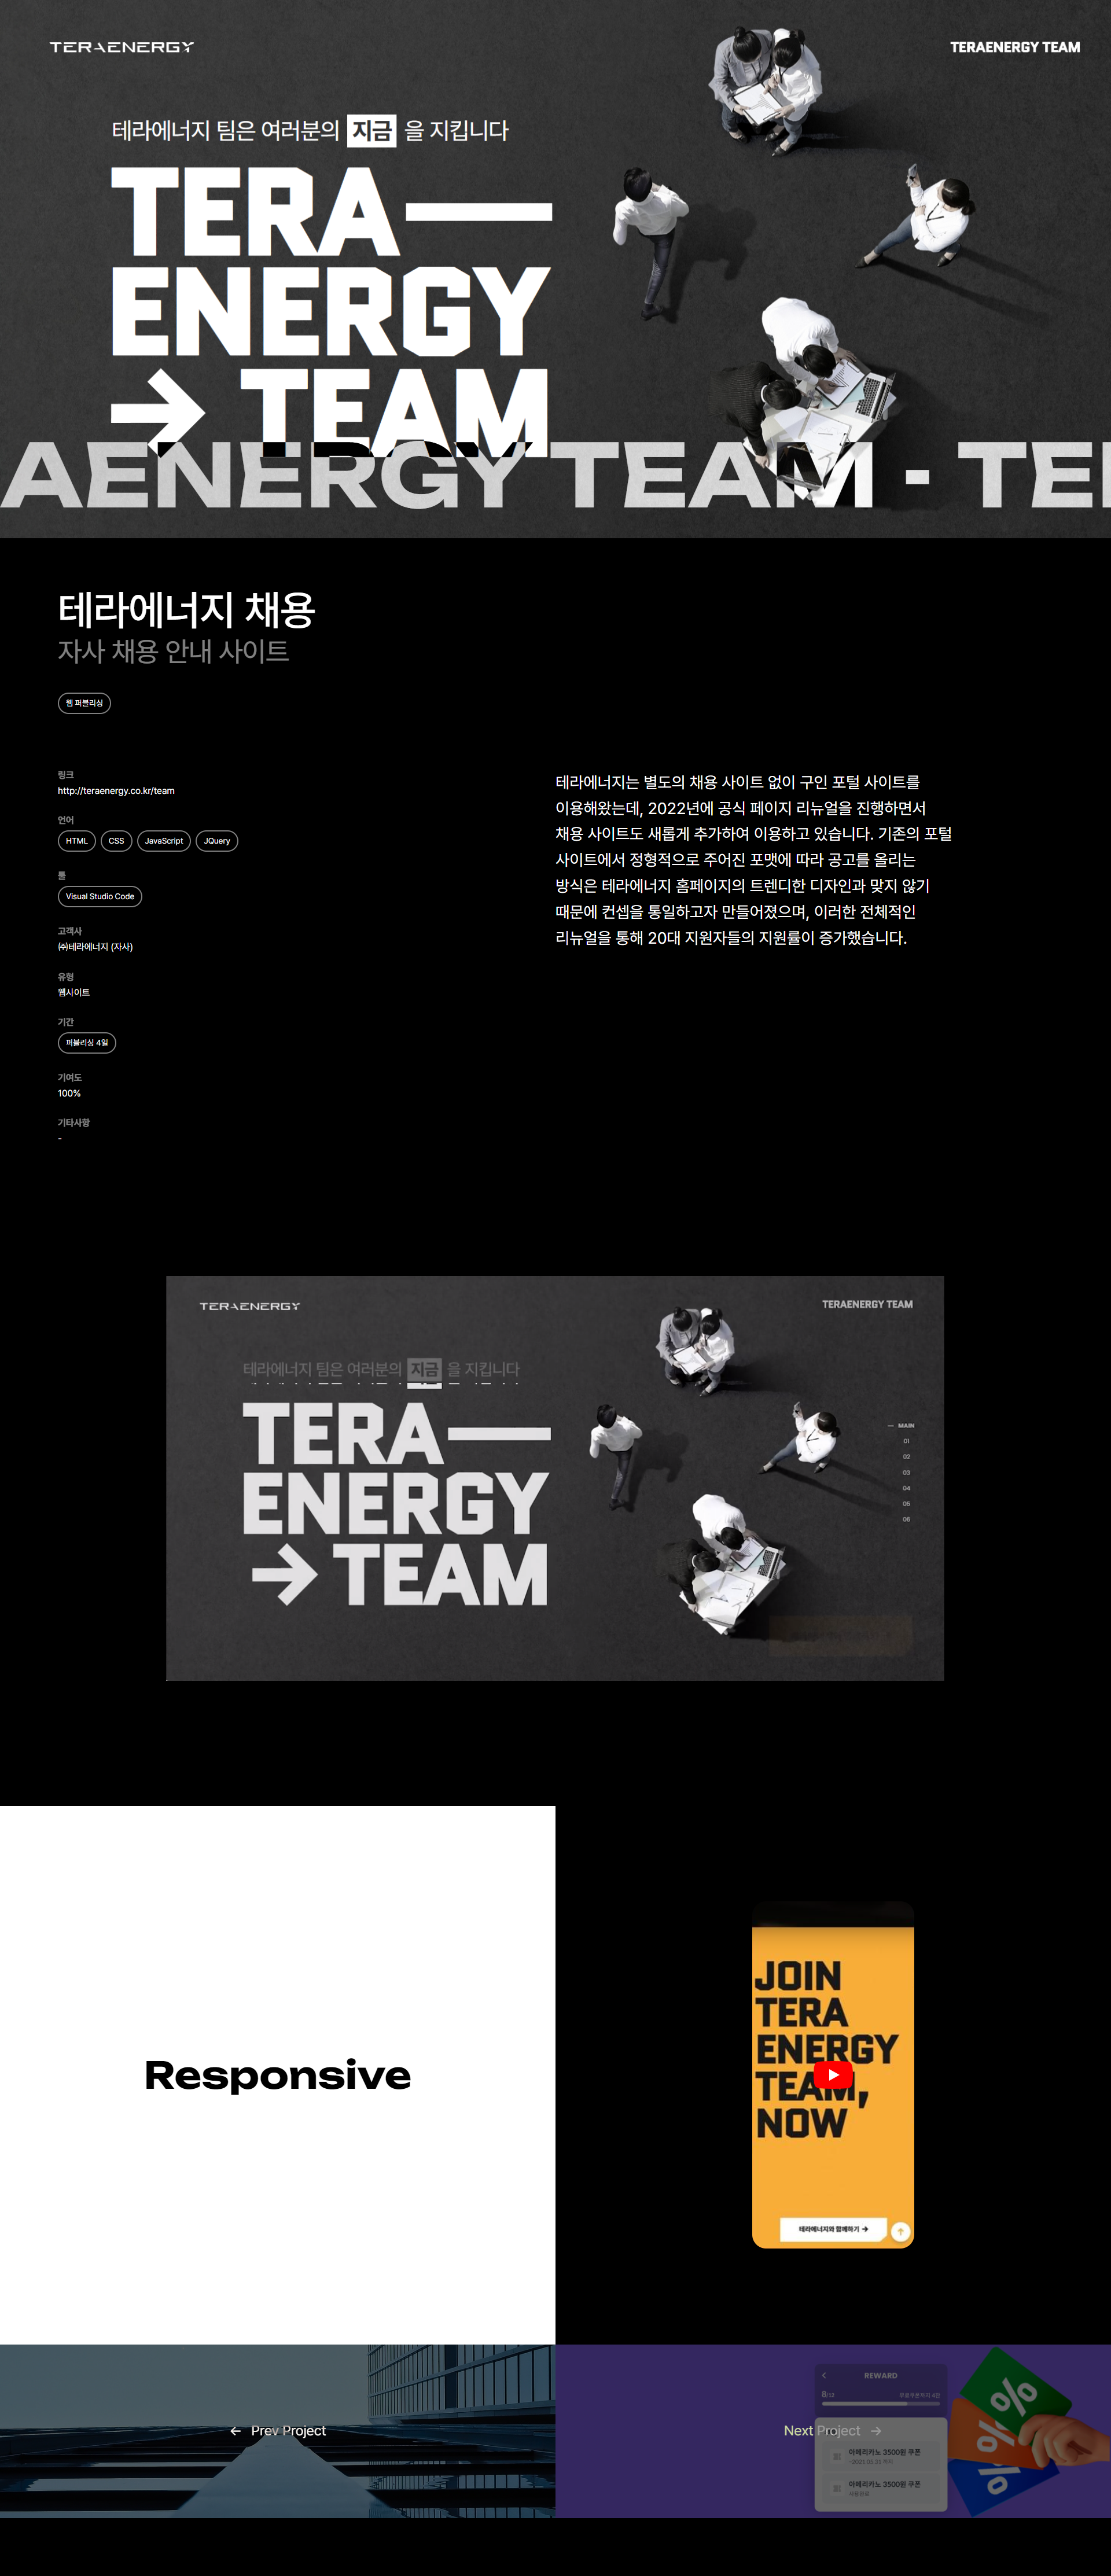 TERAENERGY
TERAENERGY TEAM
테라에너지 팀은 여러분의 지금 을 지킵니다
TERA—
ENERGY
→ TEAM
AENERGY TEAM · TE
테라에너지 채용
자사 채용 안내 사이트
웹 퍼블리싱
링크
http://teraenergy.co.kr/team
언어
HTML CSS JavaScript JQuery
툴
Visual Studio Code
고객사
㈜테라에너지 (자사)
유형
웹사이트
기간
퍼블리싱 4일
기여도
100%
기타사항
-
테라에너지는 별도의 채용 사이트 없이 구인 포털 사이트를
이용해왔는데, 2022년에 공식 페이지 리뉴얼을 진행하면서
채용 사이트도 새롭게 추가하여 이용하고 있습니다. 기존의 포털
사이트에서 정형적으로 주어진 포맷에 따라 공고를 올리는
방식은 테라에너지 홈페이지의 트렌디한 디자인과 맞지 않기
때문에 컨셉을 통일하고자 만들어졌으며, 이러한 전체적인
리뉴얼을 통해 20대 지원자들의 지원률이 증가했습니다.
TERAENERGY
TERAENERGY TEAM
테라에너지 팀은 여러분의 지금 을 지킵니다
TERA—
ENERGY
→ TEAM
— MAIN
01
02
03
04
05
06
Responsive
JOIN
TERA
ENERGY
TEAM,
NOW
테라에너지와 함께하기 →
← Prev Project
Next Project →
REWARD
아메리카노 3500원 쿠폰
아메리카노 3500원 쿠폰
% % %